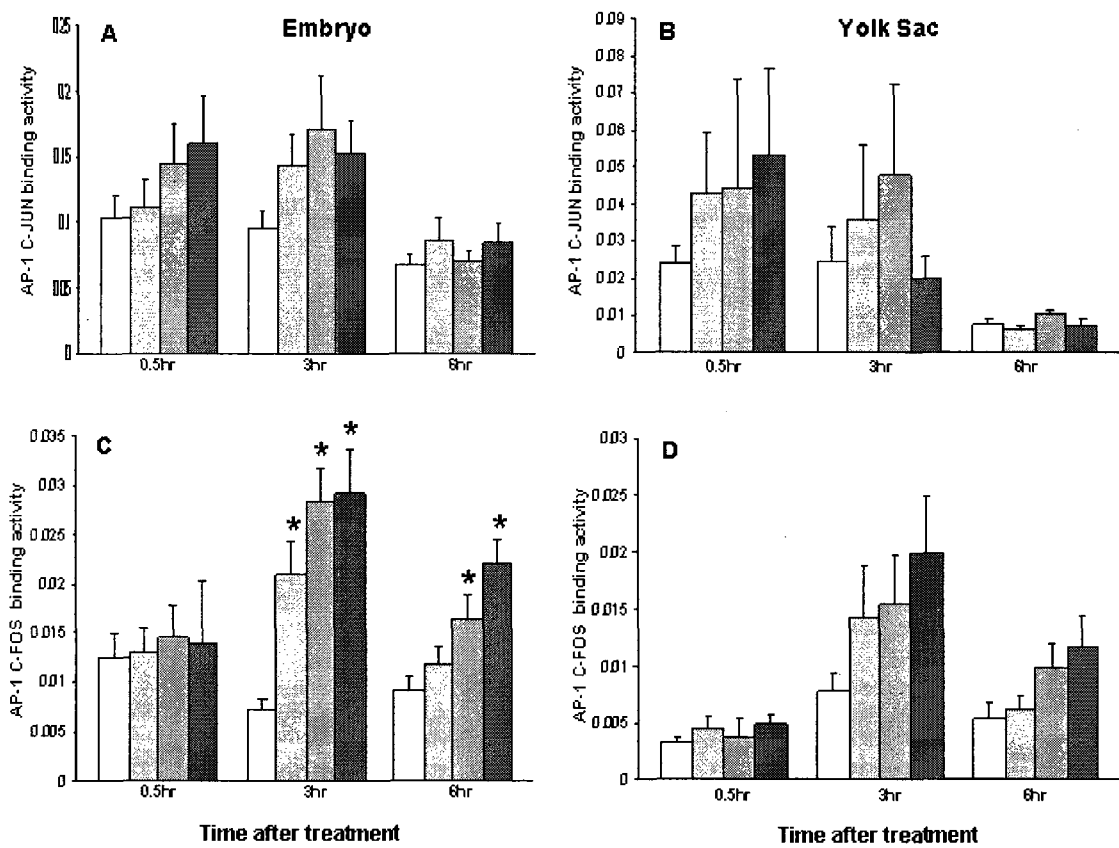 A
Embryo
AP-1 C-JUN binding activity
0.25
0.2
0.15
0.1
0.05
0
0.5hr
3hr
6hr
B
Yolk Sac
AP-1 C-JUN binding activity
0.09
0.08
0.07
0.06
0.05
0.04
0.03
0.02
0.01
0
0.5hr
3hr
6hr
C
AP-1 C-FOS binding activity
0.035
0.03
0.025
0.02
0.015
0.01
0.005
0
* * *
* *
0.5hr
3hr
6hr
Time after treatment
D
AP-1 C-FOS binding activity
0.03
0.025
0.02
0.015
0.01
0.005
0
0.5hr
3hr
6hr
Time after treatment